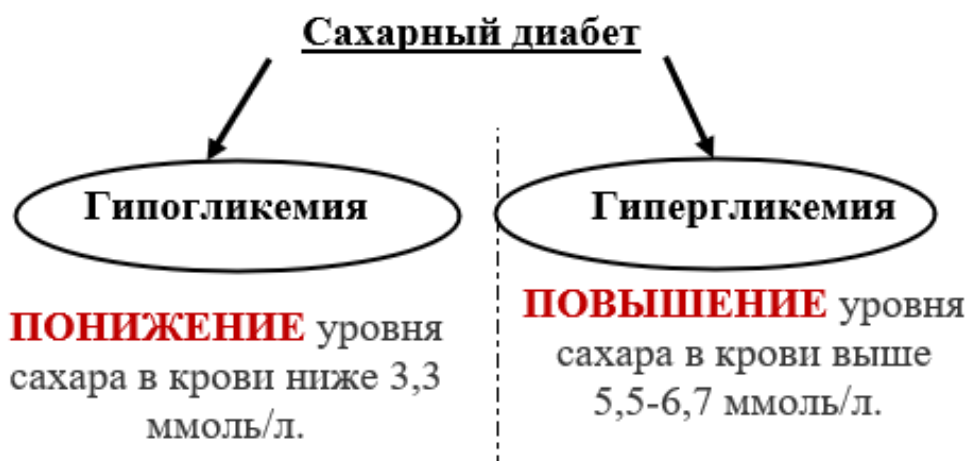 Сахарный диабет
Гипогликемия
ПОНИЖЕНИЕ уровня
сахара в крови ниже 3,3
ммоль/л.
Гипергликемия
ПОВЫШЕНИЕ уровня
сахара в крови выше
5,5-6,7 ммоль/л.